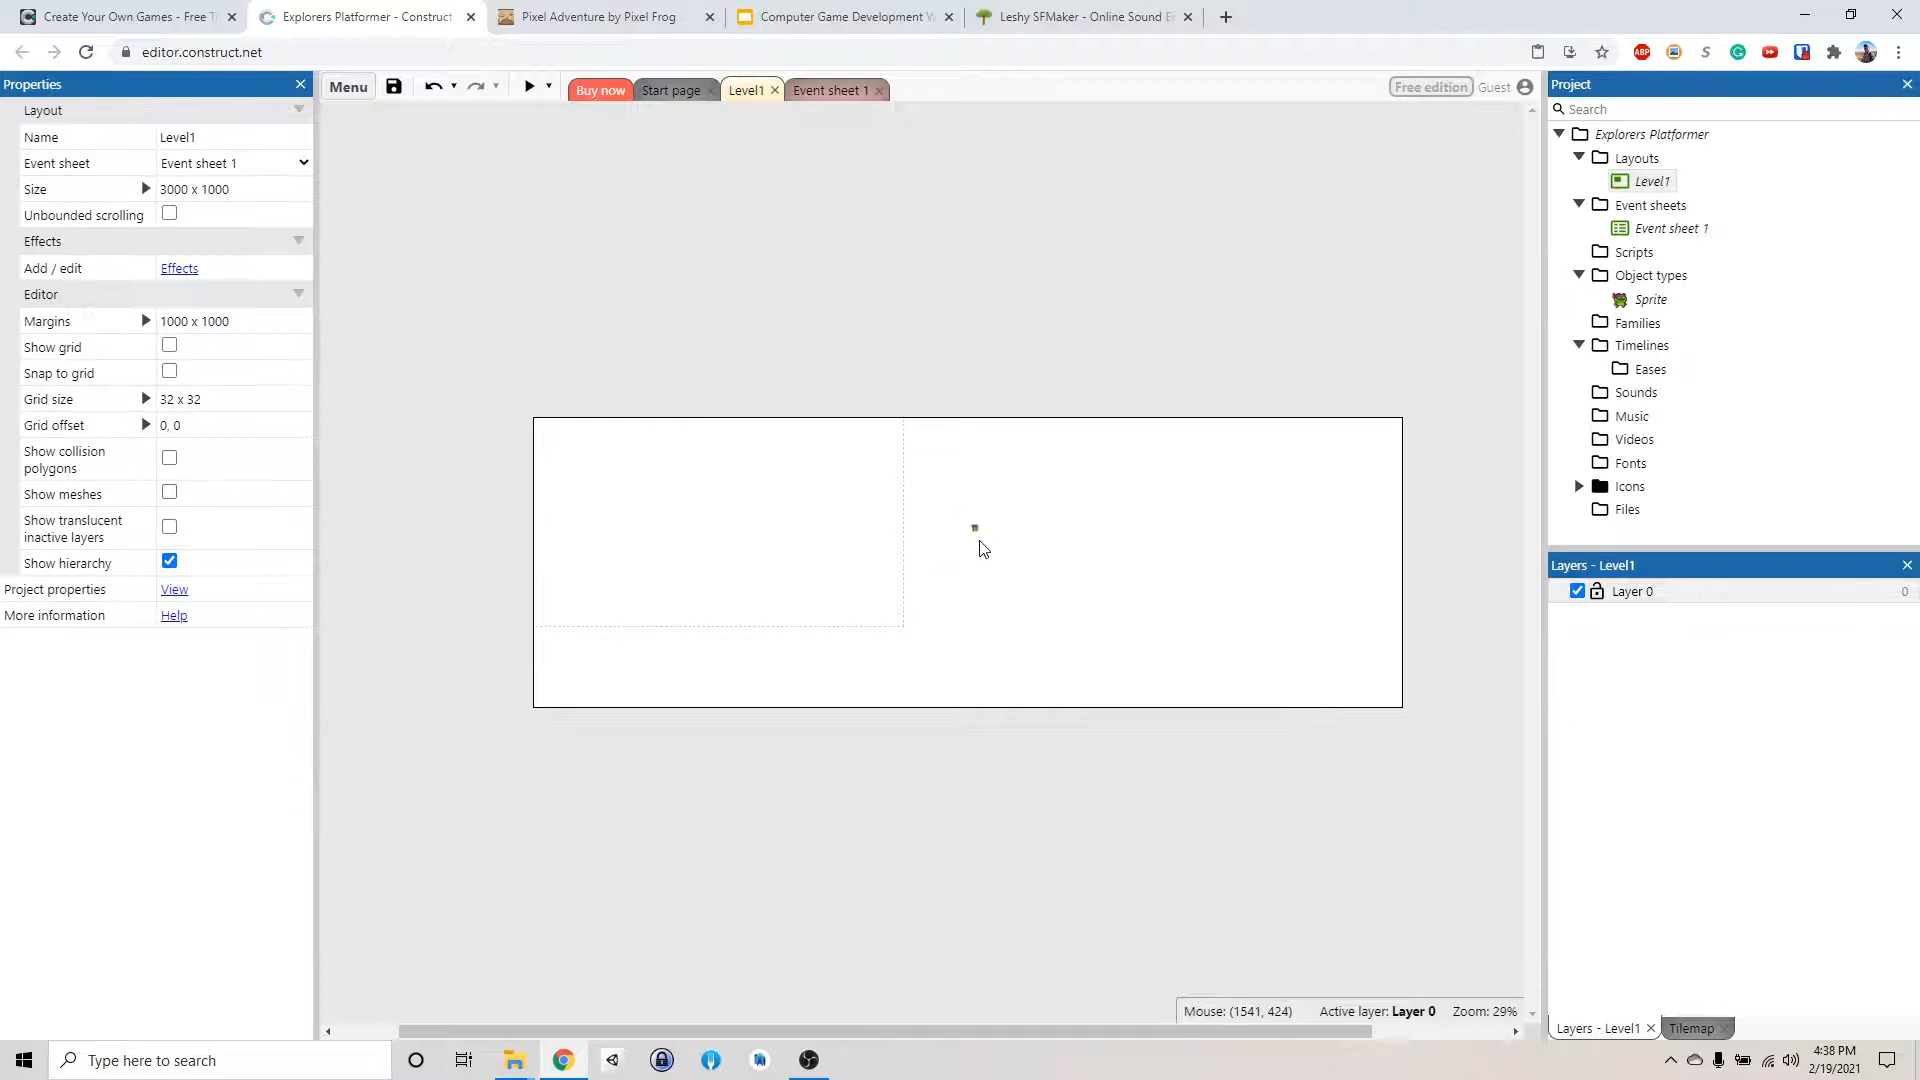 Create Your Own Games - Free T
Explorers Platformer - Construct
Pixel Adventure by Pixel Frog
Computer Game Development W
Leshy SFMaker - Online Sound E
editor.construct.net
ABP
Properties
Layout
Name Level1
Event sheet Event sheet 1
Size 3000 x 1000
Unbounded scrolling
Effects
Add / edit Effects
Editor
Margins 1000 x 1000
Show grid
Snap to grid
Grid size 32 x 32
Grid offset 0, 0
Show collision
polygons
Show meshes
Show translucent
inactive layers
Show hierarchy
Project properties View
More information Help
Menu
Buy now
Start page
Level1
Event sheet 1
Free edition Guest
Mouse: (1541, 424) Active layer: Layer 0 Zoom: 29%
Project
Search
Explorers Platformer
Layouts
Level1
Event sheets
Event sheet 1
Scripts
Object types
Sprite
Families
Timelines
Eases
Sounds
Music
Videos
Fonts
Icons
Files
Layers - Level1
Layer 0 0
Layers - Level1
Tilemap
Type here to search
4:38 PM
2/19/2021